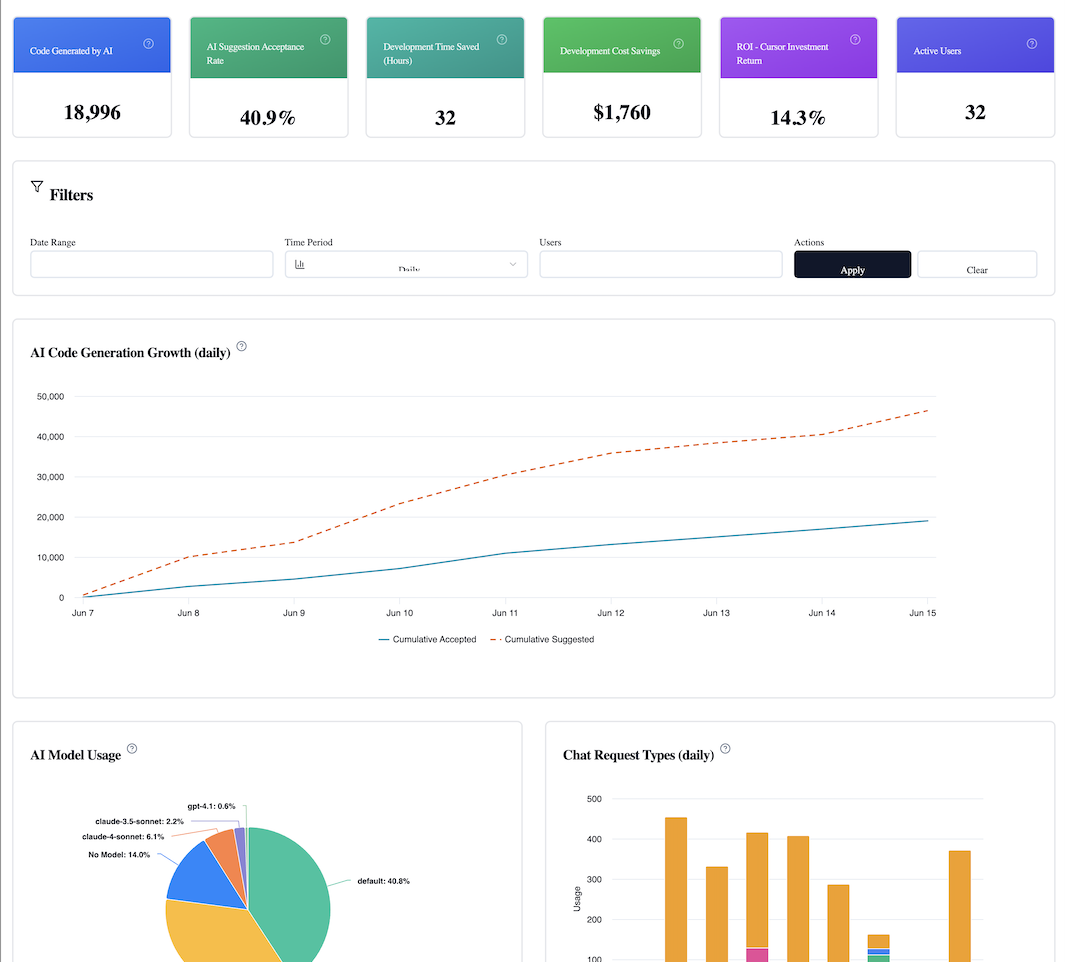 Code Generated by AI
18,996
AI Suggestion Acceptance
Rate
40.9%
Development Time Saved
(Hours)
32
Development Cost Savings
$1,760
ROI - Cursor Investment
Return
14.3%
Active Users
32
Filters
Date Range
Time Period
Daily
Users
Actions
Apply
Clear
AI Code Generation Growth (daily)
50,000
40,000
30,000
20,000
10,000
0
Jun 7 Jun 8 Jun 9 Jun 10 Jun 11 Jun 12 Jun 13 Jun 14 Jun 15
Cumulative Accepted Cumulative Suggested
AI Model Usage
gpt-4.1: 0.6%
claude-3.5-sonnet: 2.2%
claude-4-sonnet: 6.1%
No Model: 14.0%
default: 40.8%
Chat Request Types (daily)
500
400
300
200
100
Usage